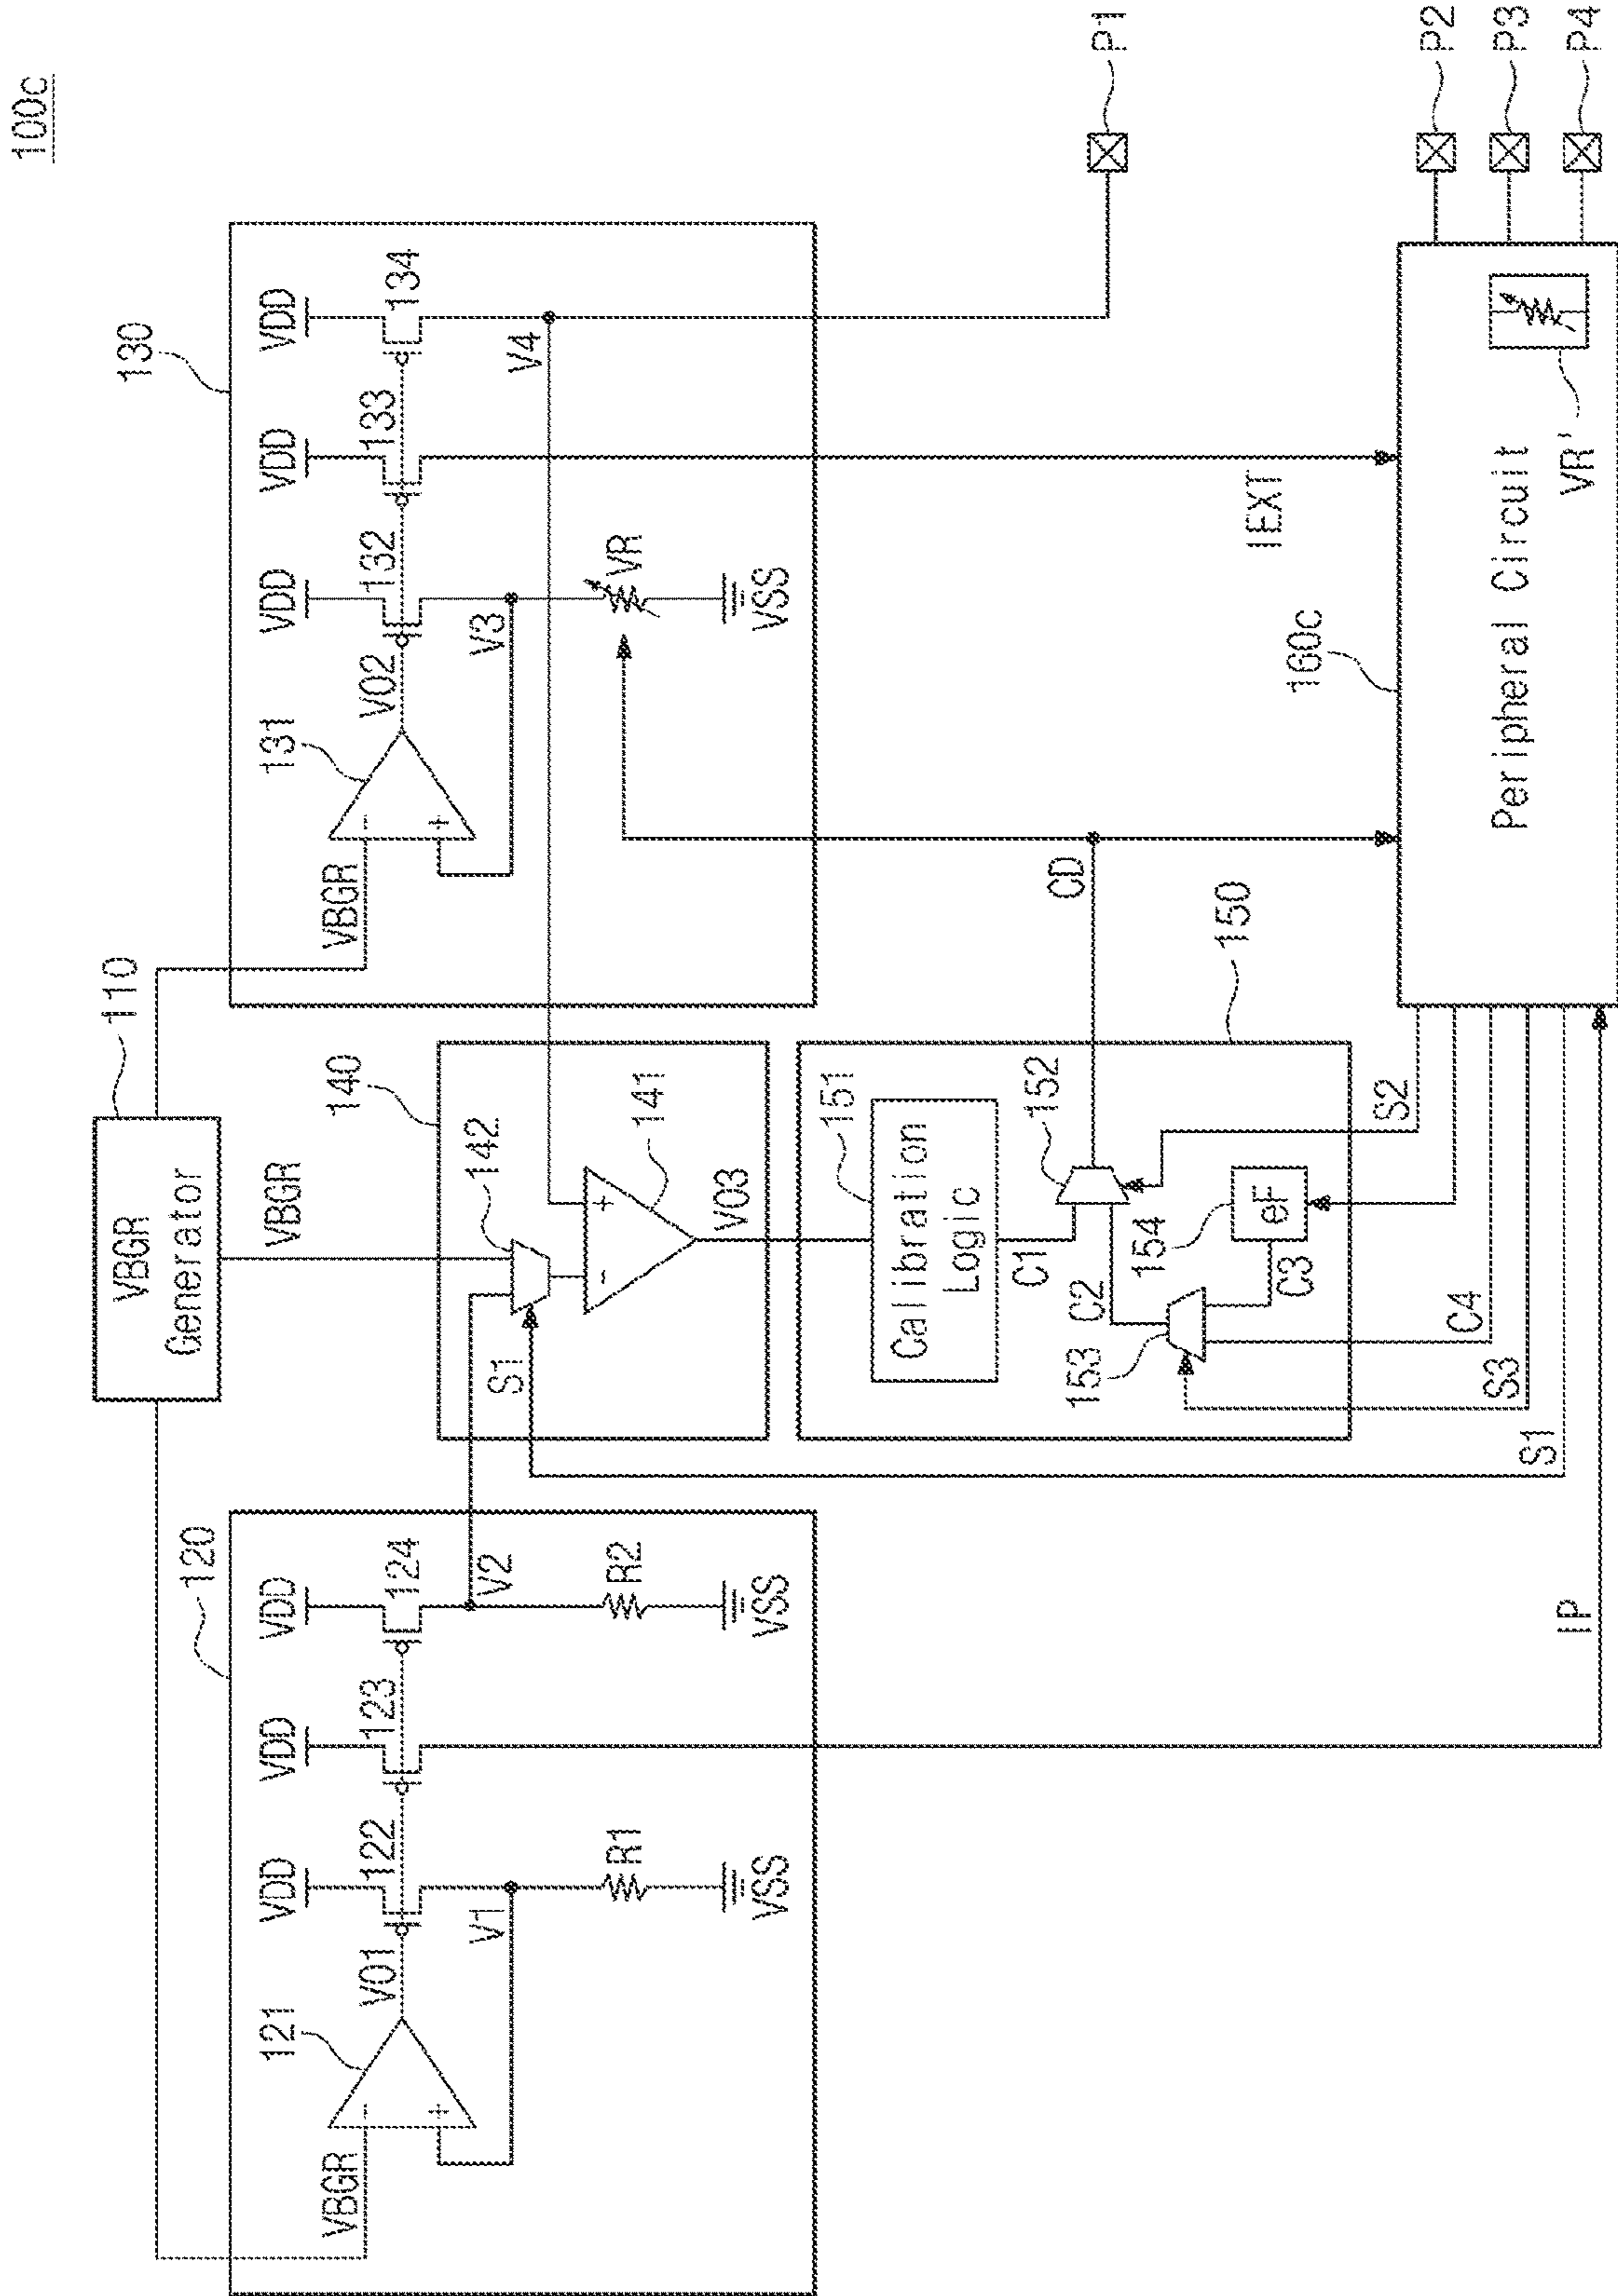 100c
110
VBGR
Generator
VBGR
120
VBGR
121
VO1
VDD
122
V1
R1
VSS
VDD
123
VDD
124
V2
R2
VSS
IP
140
142
S1
141
VO3
130
VBGR
131
VO2
VDD
132
V3
VR
VSS
VDD
133
VDD
134
V4
IEXT
P1
150
151
Calibration
Logic
C1
152
C2
153
154
eF
C3
CD
S2
C4
S3
S1
160c
Peripheral Circuit
VR'
P2
P3
P4